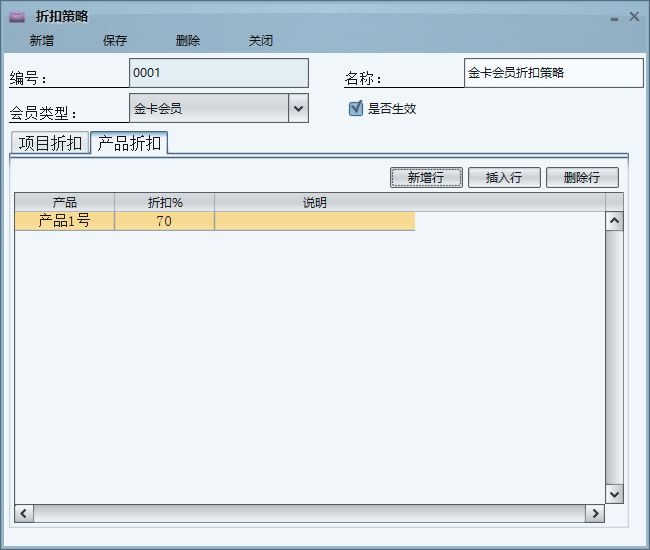 折扣策略
新增 保存 删除 关闭
编号： 0001 名称： 金卡会员折扣策略
会员类型： 金卡会员 是否生效
项目折扣 产品折扣
新增行 插入行 删除行
产品 折扣% 说明
产品1号 70